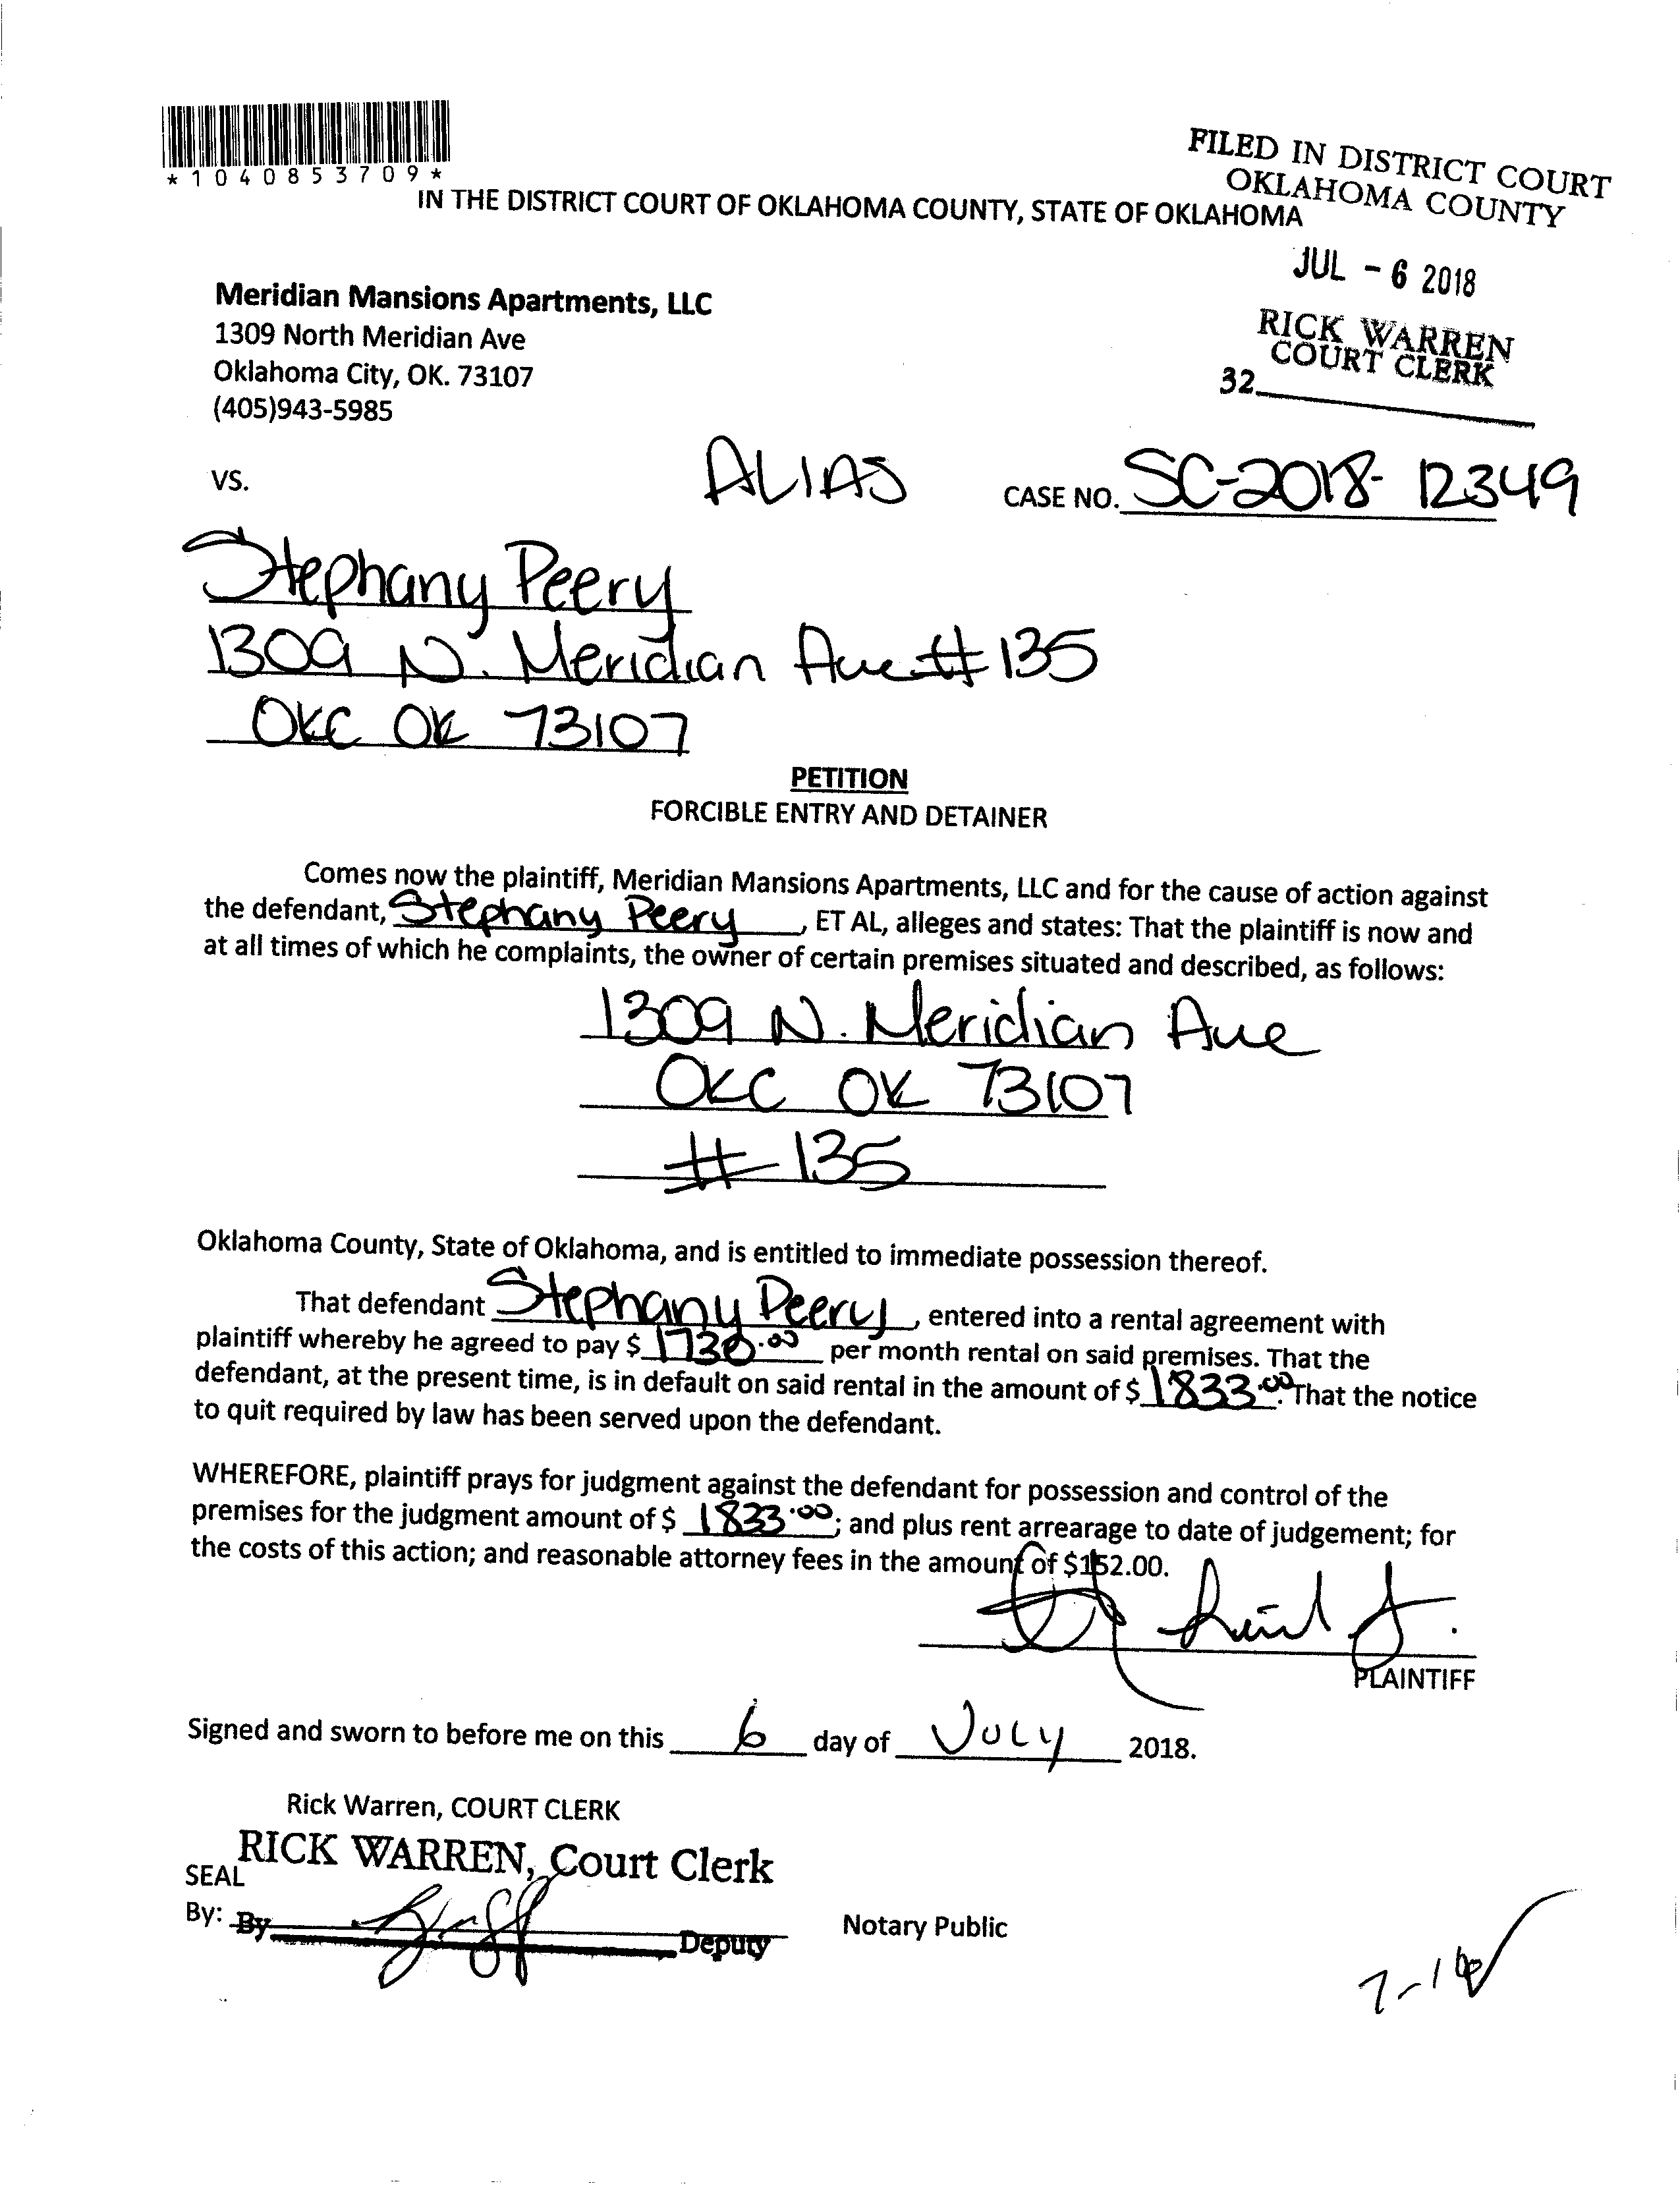 *1040853709*
FILED IN DISTRICT COURT
OKLAHOMA COUNTY
IN THE DISTRICT COURT OF OKLAHOMA COUNTY, STATE OF OKLAHOMA
JUL - 6 2018
RICK WARREN
COURT CLERK
32
Meridian Mansions Apartments, LLC
1309 North Meridian Ave
Oklahoma City, OK. 73107
(405)943-5985
VS.
ALIAS
CASE NO. SC-2018- 12349
Stephany Peery
1309 N. Meridian Ave # 135
OKC OK 73107
PETITION
FORCIBLE ENTRY AND DETAINER
Comes now the plaintiff, Meridian Mansions Apartments, LLC and for the cause of action against
the defendant, Stephany Peery, ET AL, alleges and states: That the plaintiff is now and
at all times of which he complaints, the owner of certain premises situated and described, as follows:
1309 N. Meridian Ave
OKC OK 73107
# 135
Oklahoma County, State of Oklahoma, and is entitled to immediate possession thereof.
That defendant Stephany Peery, entered into a rental agreement with
plaintiff whereby he agreed to pay $ per month rental on said premises. That the
defendant, at the present time, is in default on said rental in the amount of $ 1833.00. That the notice
to quit required by law has been served upon the defendant.
WHEREFORE, plaintiff prays for judgment against the defendant for possession and control of the
premises for the judgment amount of $ 1833.00; and plus rent arrearage to date of judgement; for
the costs of this action; and reasonable attorney fees in the amount of $152.00.
PLAINTIFF
Signed and sworn to before me on this 6 day of JULY 2018.
Rick Warren, COURT CLERK
RICK WARREN, Court Clerk
SEAL
By: By Deputy
Notary Public